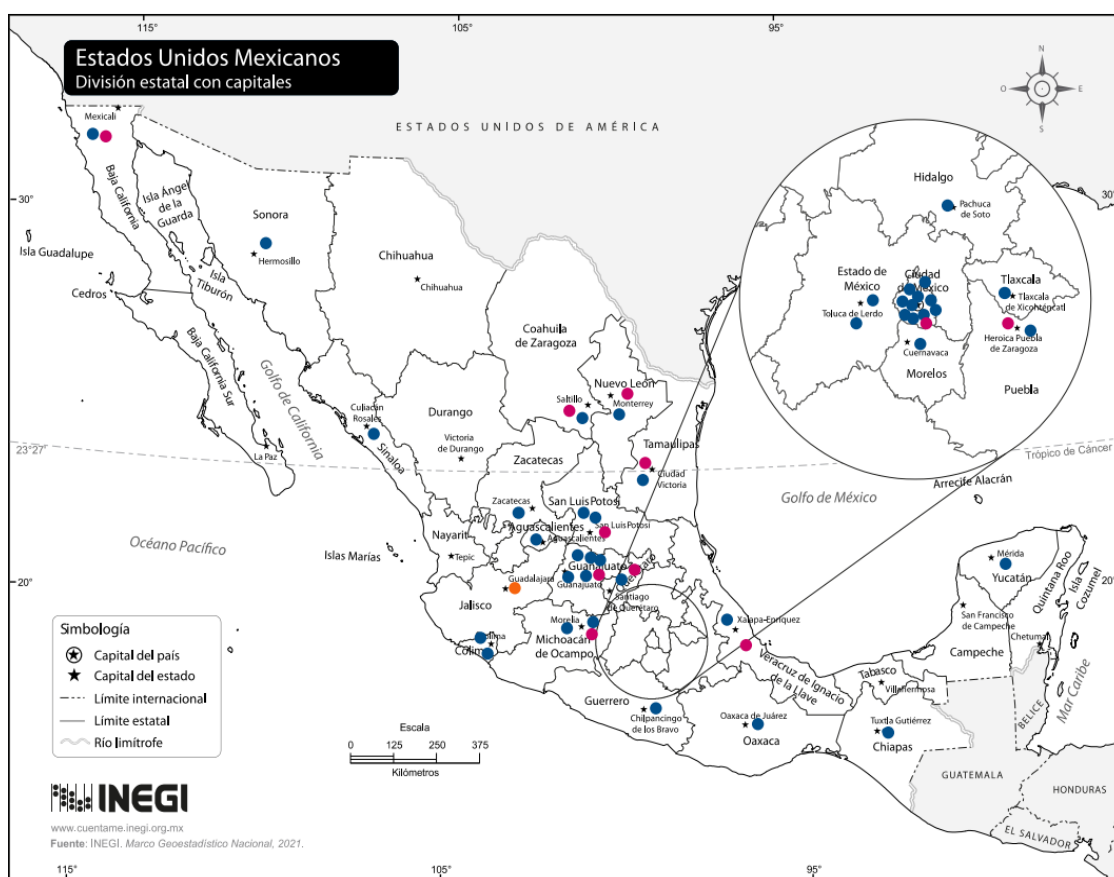 115°
105°
95°
Estados Unidos Mexicanos
División estatal con capitales
N
O
E
S
ESTADOS UNIDOS DE AMÉRICA
Mexicali
Baja California
Isla Ángel
de la
Guarda
30°
30°
Sonora
Hermosillo
Isla Guadalupe
Isla
Tiburón
Cedros
Chihuahua
Chihuahua
Hidalgo
Pachuca
de Soto
Estado de
México
Toluca de Lerdo
Ciudad
de México
Tlaxcala
Tlaxcala
de Xicohténcatl
Heroica Puebla
de Zaragoza
Cuernavaca
Morelos
Puebla
Baja California Sur
Golfo de California
Coahuila
de Zaragoza
Nuevo León
Saltillo
Monterrey
Durango
Culiacán
Rosales
Sinaloa
Victoria
de Durango
La Paz
23°27
Tamaulipas
Trópico de Cáncer
Ciudad
Victoria
Zacatecas
Zacatecas
Arrecife Alacrán
Golfo de México
San Luis Potosí
San Luis Potosí
Aguascalientes
Aguascalientes
Nayarit
Tepic
Océano Pacífico
Islas Marías
Mérida
Yucatán
Quintana Roo
Isla
Cozumel
20°
20°
Guanajuato
Guanajuato
Querétaro
Santiago
de Querétaro
Guadalajara
Jalisco
Colima
Morelia
Michoacán
de Ocampo
Xalapa-Enríquez
Veracruz de Ignacio
de la Llave
San Francisco
de Campeche
Campeche
Chetumal
Tabasco
Villahermosa
Mar Caribe
BELICE
Simbología
Capital del país
Capital del estado
Límite internacional
Límite estatal
Río limítrofe
Guerrero
Chilpancingo
de los Bravo
Oaxaca de Juárez
Oaxaca
Tuxtla Gutiérrez
Chiapas
Escala
0 125 250 375
Kilómetros
GUATEMALA
HONDURAS
EL SALVADOR
INEGI
www.cuentame.inegi.org.mx
Fuente: INEGI. Marco Geoestadístico Nacional, 2021.
115°
105°
95°